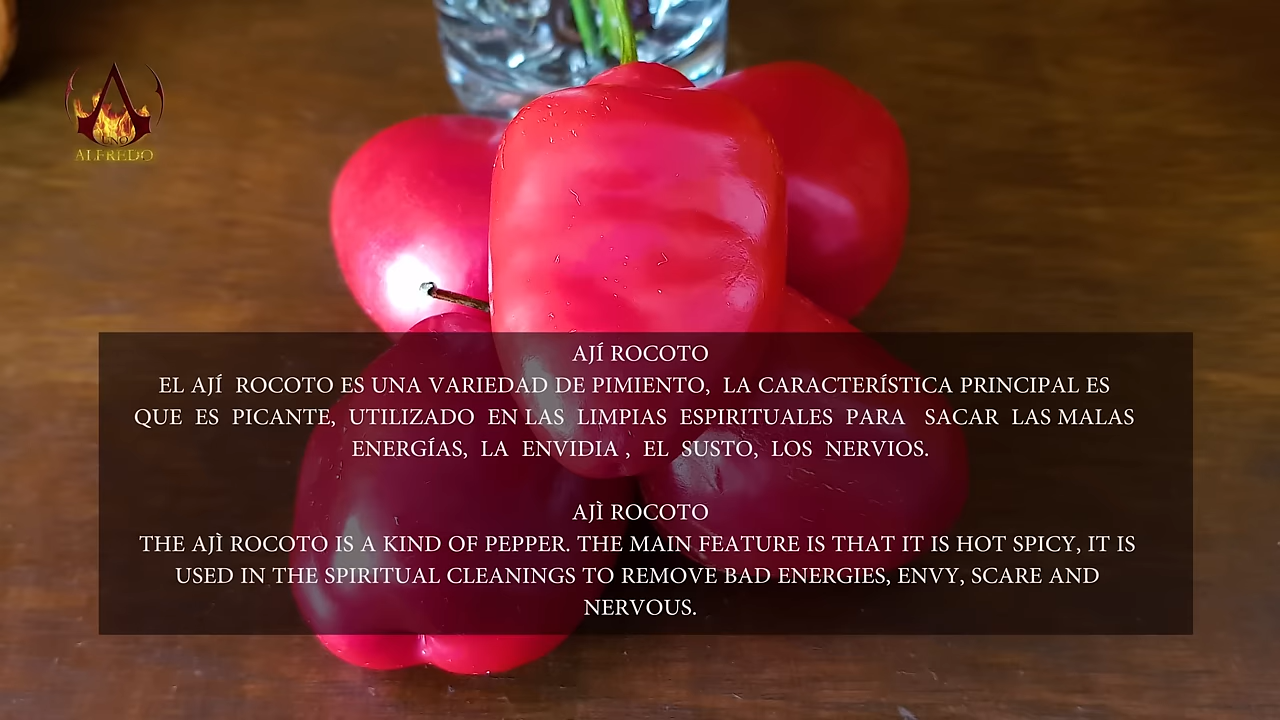 UNO
ALFREDO
AJÍ ROCOTO
EL AJÍ ROCOTO ES UNA VARIEDAD DE PIMIENTO, LA CARACTERÍSTICA PRINCIPAL ES
QUE ES PICANTE, UTILIZADO EN LAS LIMPIAS ESPIRITUALES PARA SACAR LAS MALAS
ENERGÍAS, LA ENVIDIA , EL SUSTO, LOS NERVIOS.
AJÌ ROCOTO
THE AJÌ ROCOTO IS A KIND OF PEPPER. THE MAIN FEATURE IS THAT IT IS HOT SPICY, IT IS
USED IN THE SPIRITUAL CLEANINGS TO REMOVE BAD ENERGIES, ENVY, SCARE AND
NERVOUS.